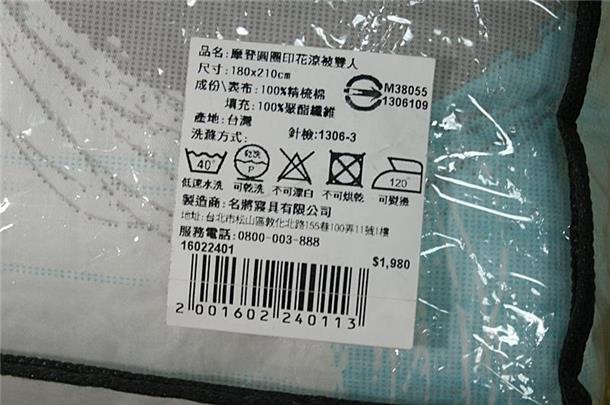 品名:摩登圓圈印花涼被雙人
尺寸:180x210cm
成份\表布:100%精梳棉
填充:100%聚酯纖維
M38055
1306109
產地:台灣
洗滌方式:
針檢:1306-3
40°
乾洗
P
120
低速水洗
可乾洗
不可漂白
不可烘乾
可熨燙
製造商:名將寢具有限公司
地址:台北市松山區敦化北路155巷100弄11號1樓
服務電話:0800-003-888
16022401
$1,980
2 001602 240113